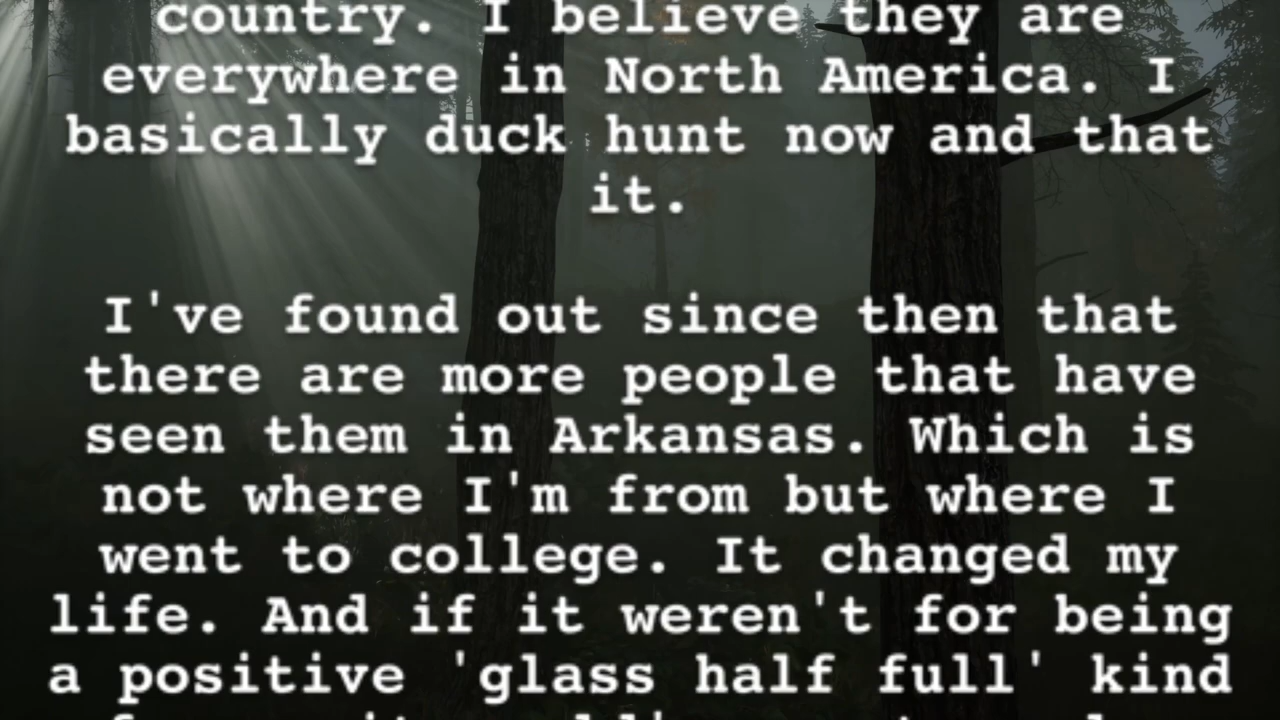 country. I believe they are
everywhere in North America. I
basically duck hunt now and that
it.
I've found out since then that
there are more people that have
seen them in Arkansas. Which is
not where I'm from but where I
went to college. It changed my
life. And if it weren't for being
a positive 'glass half full' kind